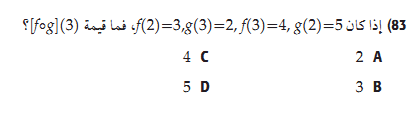 83) إذا كان f(2)=3,g(3)=2, f(3)=4, g(2)=5، فما قيمة [fog](3)؟
2 A 4 C
3 B 5 D